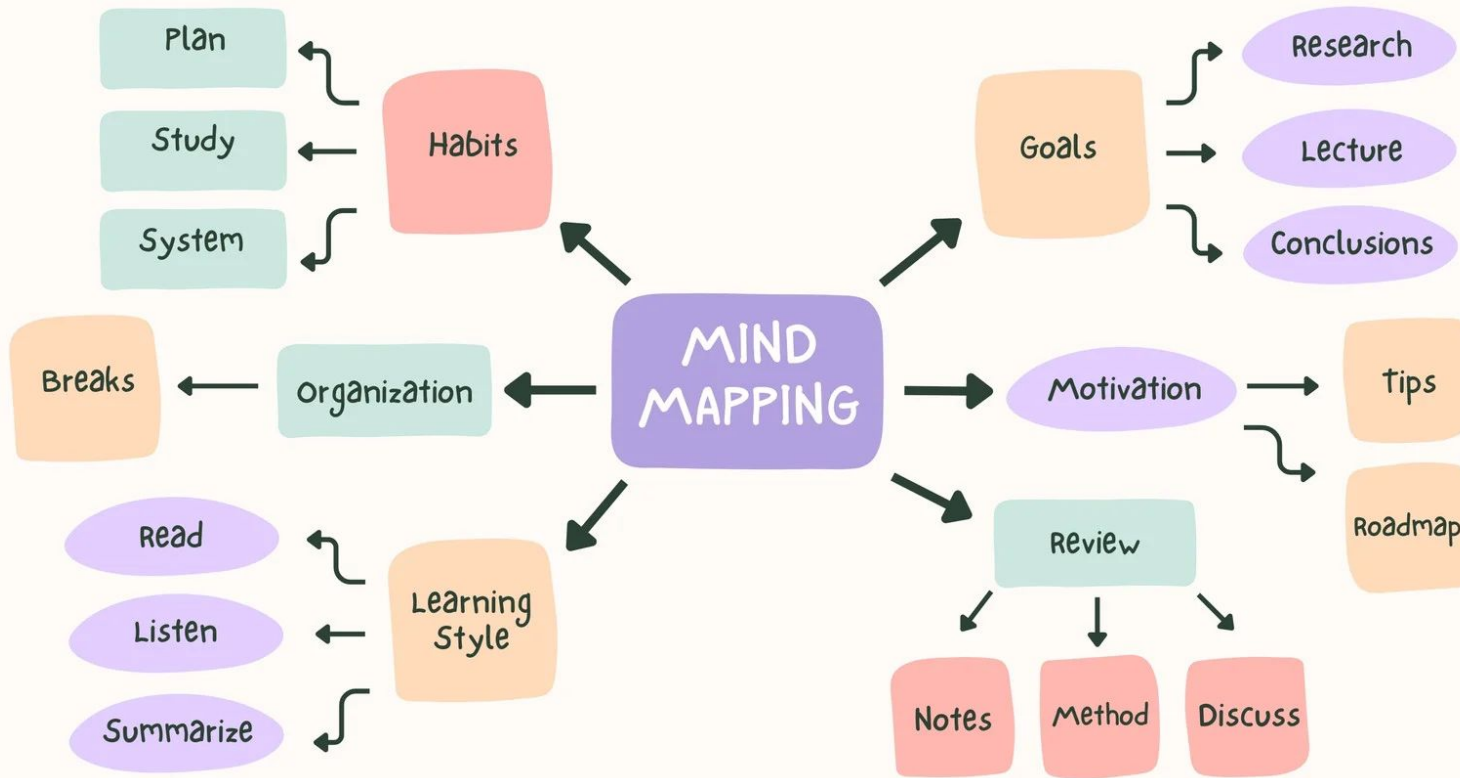 Plan
Study
System
Habits
Goals
Research
Lecture
Conclusions
MIND
MAPPING
Breaks
Organization
Motivation
Tips
Roadmap
Read
Listen
Summarize
Learning
Style
Review
Notes
Method
Discuss